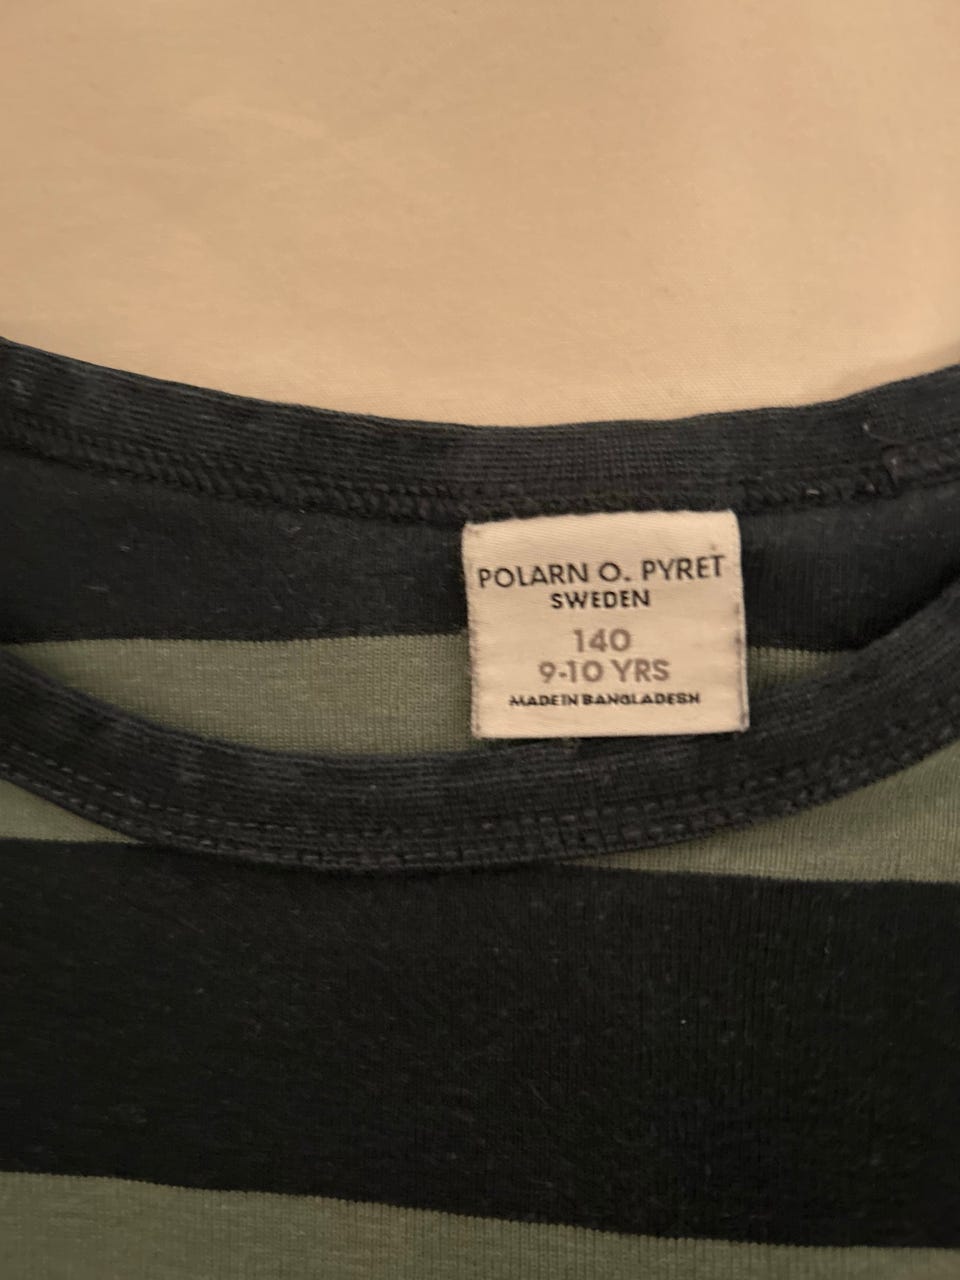 POLARN O. PYRET
SWEDEN
140
9-10 YRS
MADE IN BANGLADESH